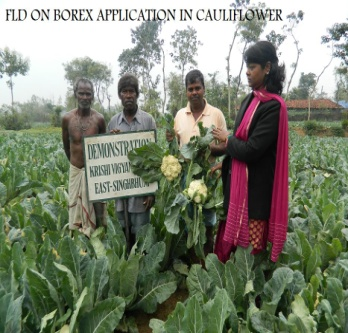 FLD ON BOREX APPLICATION IN CAULIFLOWER
DEMONSTRATION
KRISHI VIGYAN
EAST-SINGHBHUM